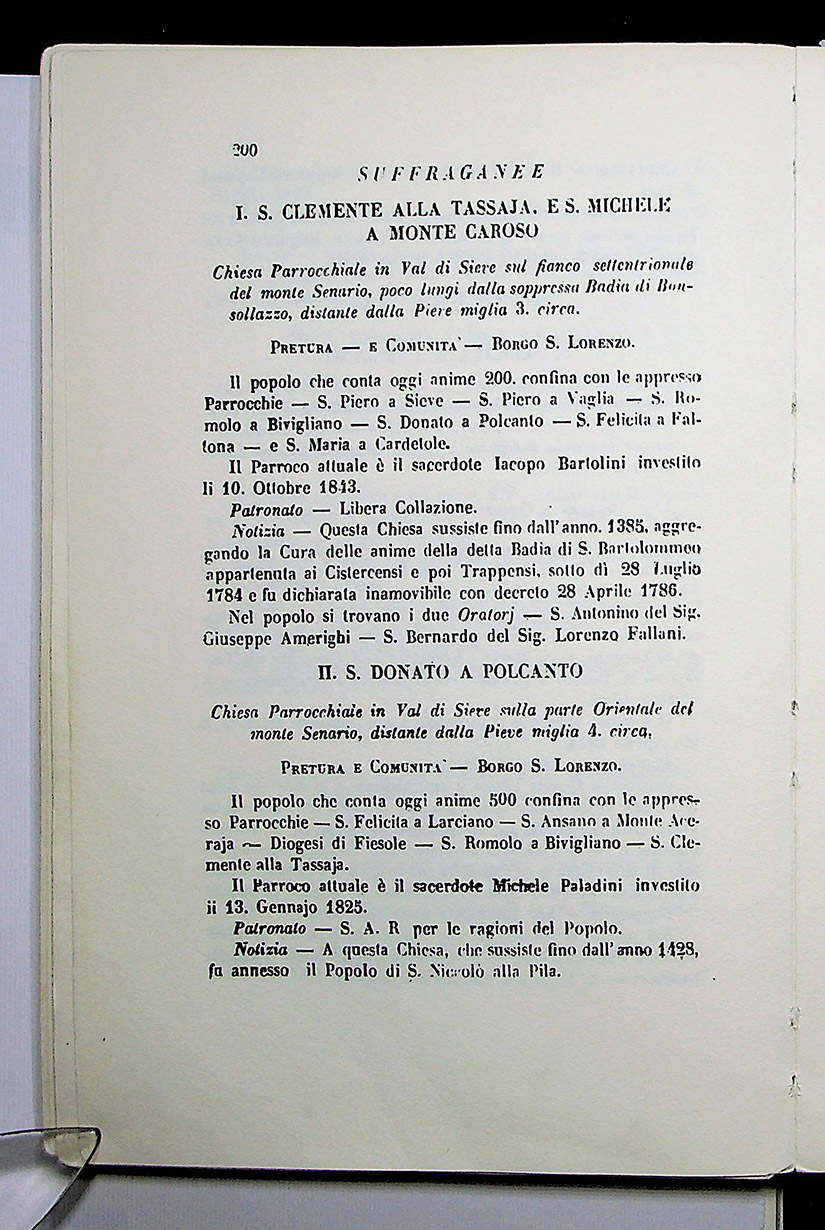 200
SUFFRAGANEE
I. S. CLEMENTE ALLA TASSAJA, E S. MICHELE
A MONTE CAROSO
Chiesa Parrocchiale in Val di Sieve sul fianco settentrionale
del monte Senario, poco lungi dalla soppressa Badia di Bon-
sollazzo, distante dalla Pieve miglia 3. circa.
PRETURA — E COMUNITA' — BORGO S. LORENZO.
Il popolo che conta oggi anime 200. confina con le appresso
Parrocchie — S. Piero a Sieve — S. Piero a Vaglia — S. Ro-
molo a Bivigliano — S. Donato a Polcanto — S. Felicita a Fal-
tona — e S. Maria a Cardetole.
Il Parroco attuale è il sacerdote Iacopo Bartolini investito
li 10. Ottobre 1843.
Patronato — Libera Collazione.
Notizia — Questa Chiesa sussiste fino dall'anno. 1385, aggre-
gando la Cura delle anime della detta Badia di S. Bartolommeo
appartenuta ai Cistercensi e poi Trappensi, sotto dì 28 Luglio
1784 e fu dichiarata inamovibile con decreto 28 Aprile 1786.
Nel popolo si trovano i due Oratorj — S. Antonino del Sig.
Giuseppe Amerighi — S. Bernardo del Sig. Lorenzo Fallani.
II. S. DONATO A POLCANTO
Chiesa Parrocchiale in Val di Sieve sulla parte Orientale del
monte Senario, distante dalla Pieve miglia 4. circa.
PRETURA E COMUNITA' — BORGO S. LORENZO.
Il popolo che conta oggi anime 500 confina con le appres-
so Parrocchie — S. Felicita a Larciano — S. Ansano a Monte Ace-
raja ~ Diogesi di Fiesole — S. Romolo a Bivigliano — S. Cle-
mente alla Tassaja.
Il Parroco attuale è il sacerdote Michele Paladini investito
ii 13. Gennajo 1825.
Patronato — S. A. R per le ragioni del Popolo.
Notizia — A questa Chiesa, che sussiste fino dall'anno 1428,
fu annesso il Popolo di S. Niccolò alla Pila.